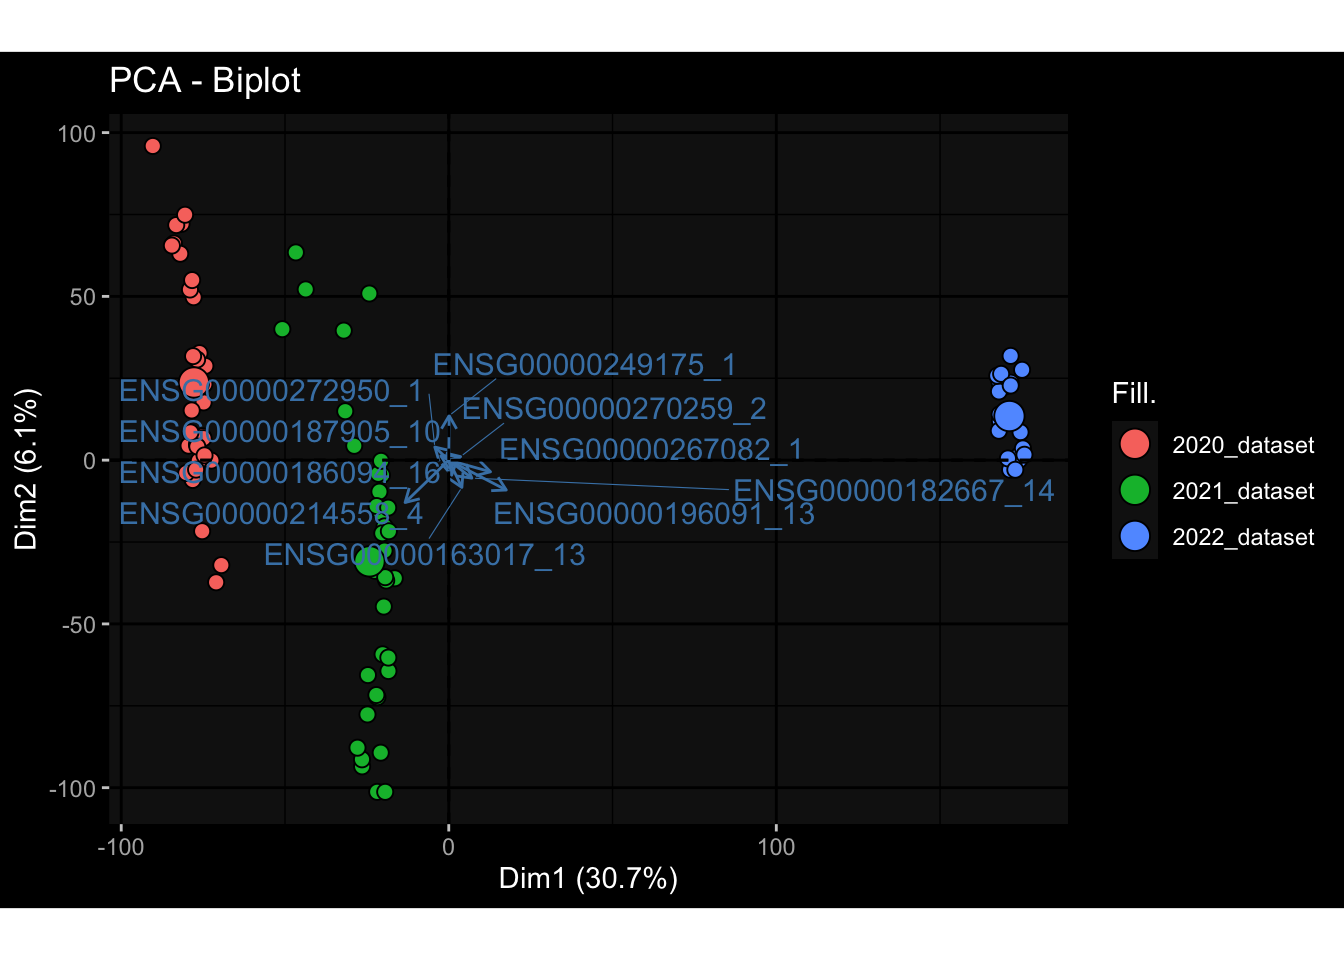 PCA - Biplot
100
50
0
-50
-100
Dim2 (6.1%)
ENSG00000249175_1
ENSG00000272950_1
ENSG00000270259_2
ENSG00000187905_10
ENSG00000267082_1
ENSG00000186094_16
ENSG00000182667_14
ENSG00000196091_13
ENSG00000163017_13
-100
0
100
Dim1 (30.7%)
Fill.
2020_dataset
2021_dataset
2022_dataset